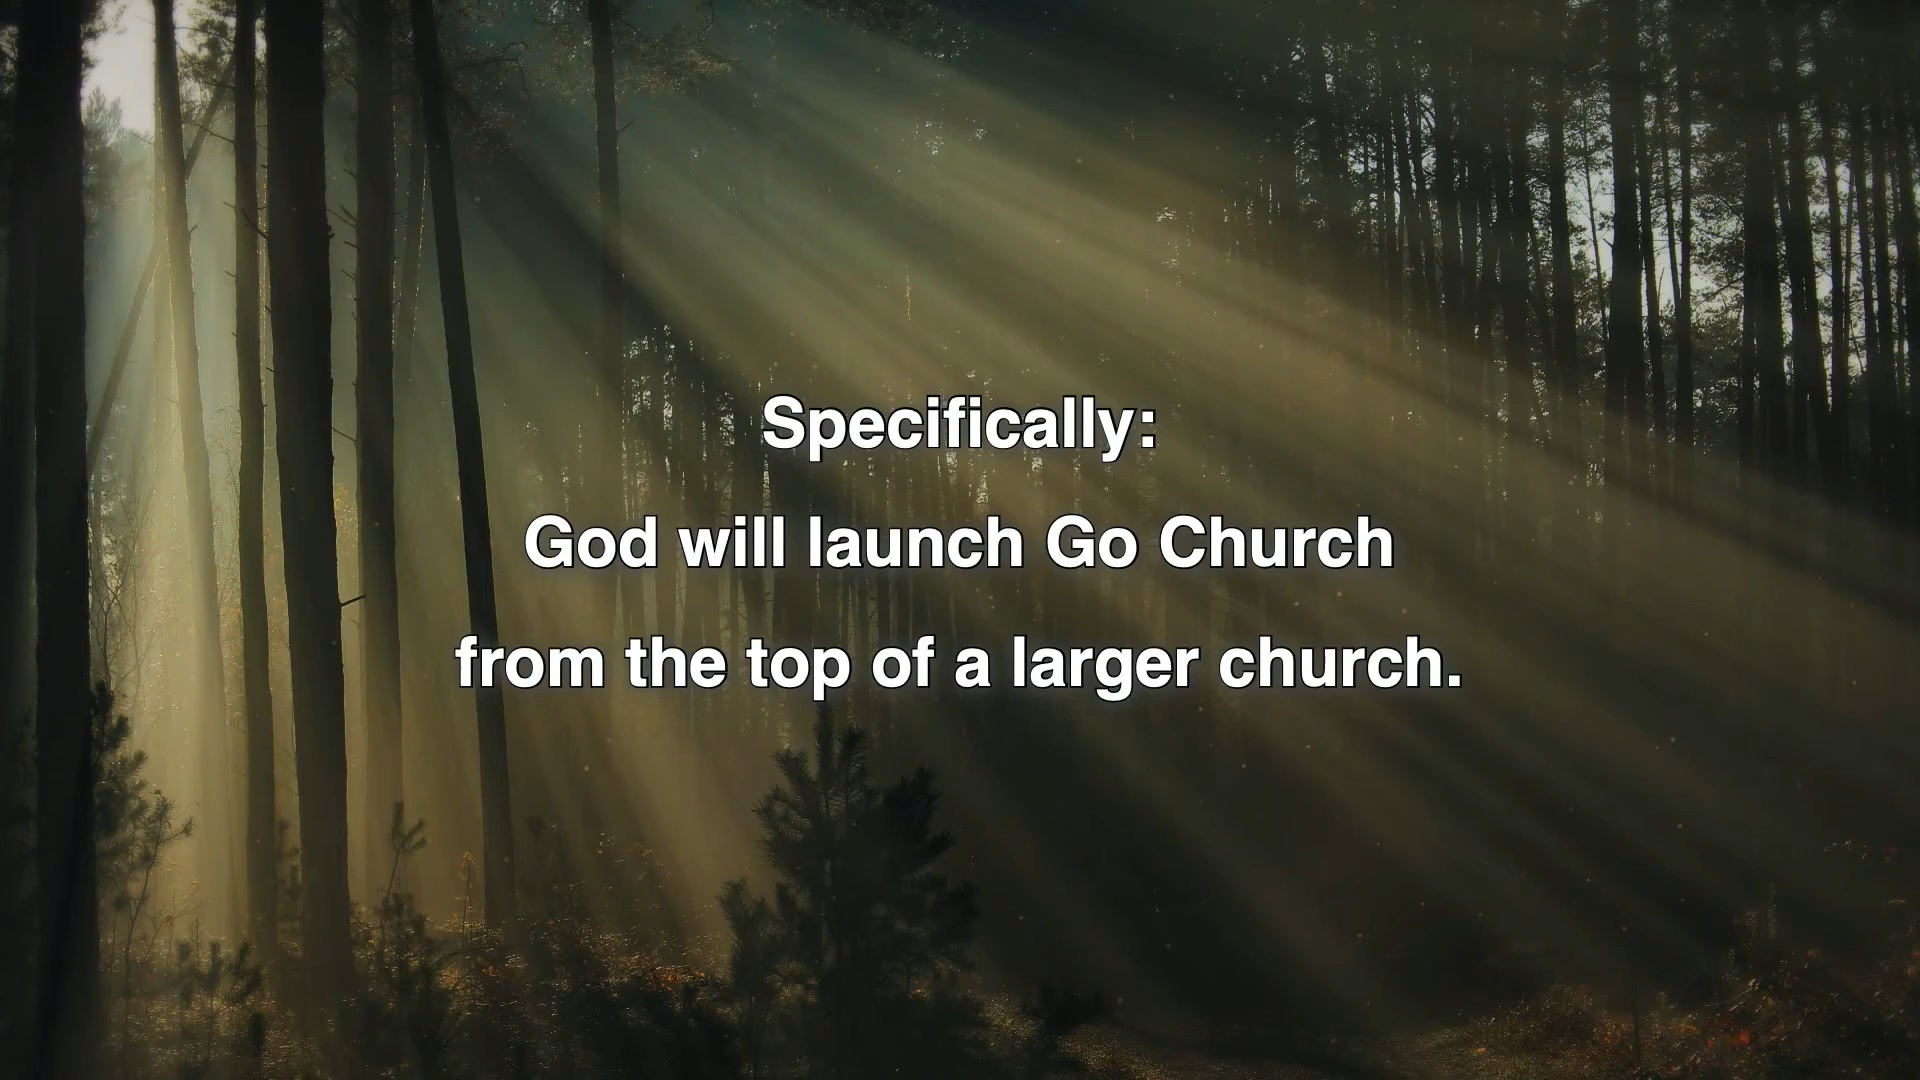 Specifically:
God will launch Go Church
from the top of a larger church.